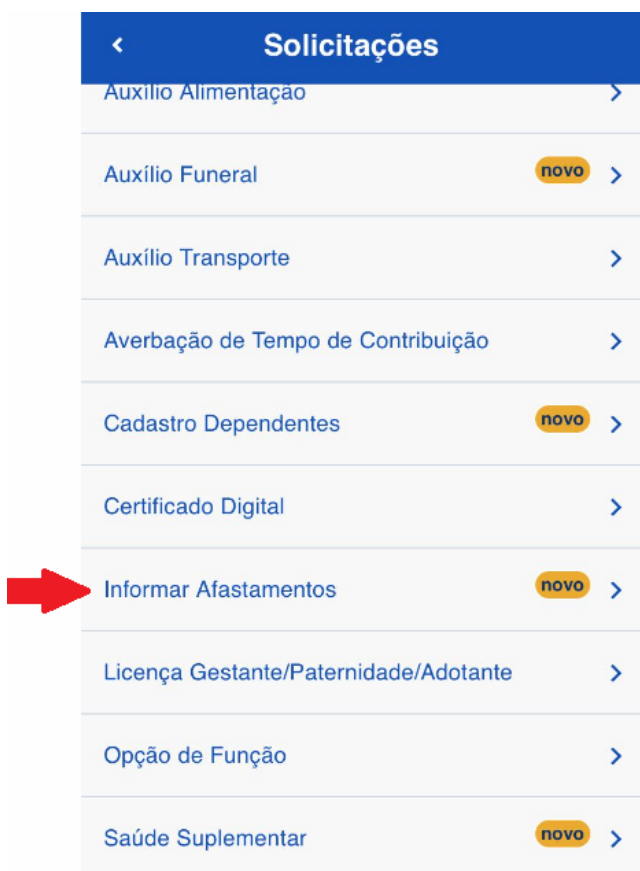 Solicitações
Auxílio Alimentação
Auxílio Funeral novo
Auxílio Transporte
Averbação de Tempo de Contribuição
Cadastro Dependentes novo
Certificado Digital
Informar Afastamentos novo
Licença Gestante/Paternidade/Adotante
Opção de Função
Saúde Suplementar novo